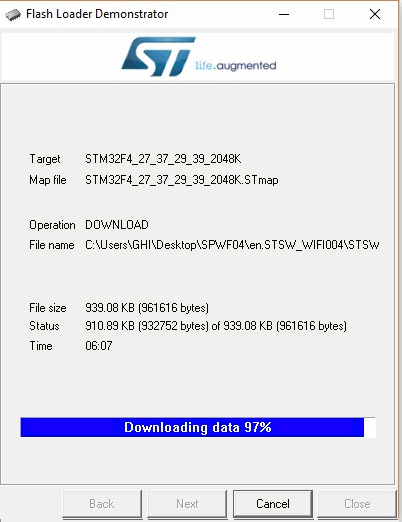 Flash Loader Demonstrator
ST
life.augmented
Target STM32F4_27_37_29_39_2048K
Map file STM32F4_27_37_29_39_2048K.STmap
Operation DOWNLOAD
File name C:\Users\GHI\Desktop\SPWF04\en.STSW_WIFI004\STSW
File size 939.08 KB (961616 bytes)
Status 910.89 KB (932752 bytes) of 939.08 KB (961616 bytes)
Time 06:07
Downloading data 97%
Back Next Cancel Close